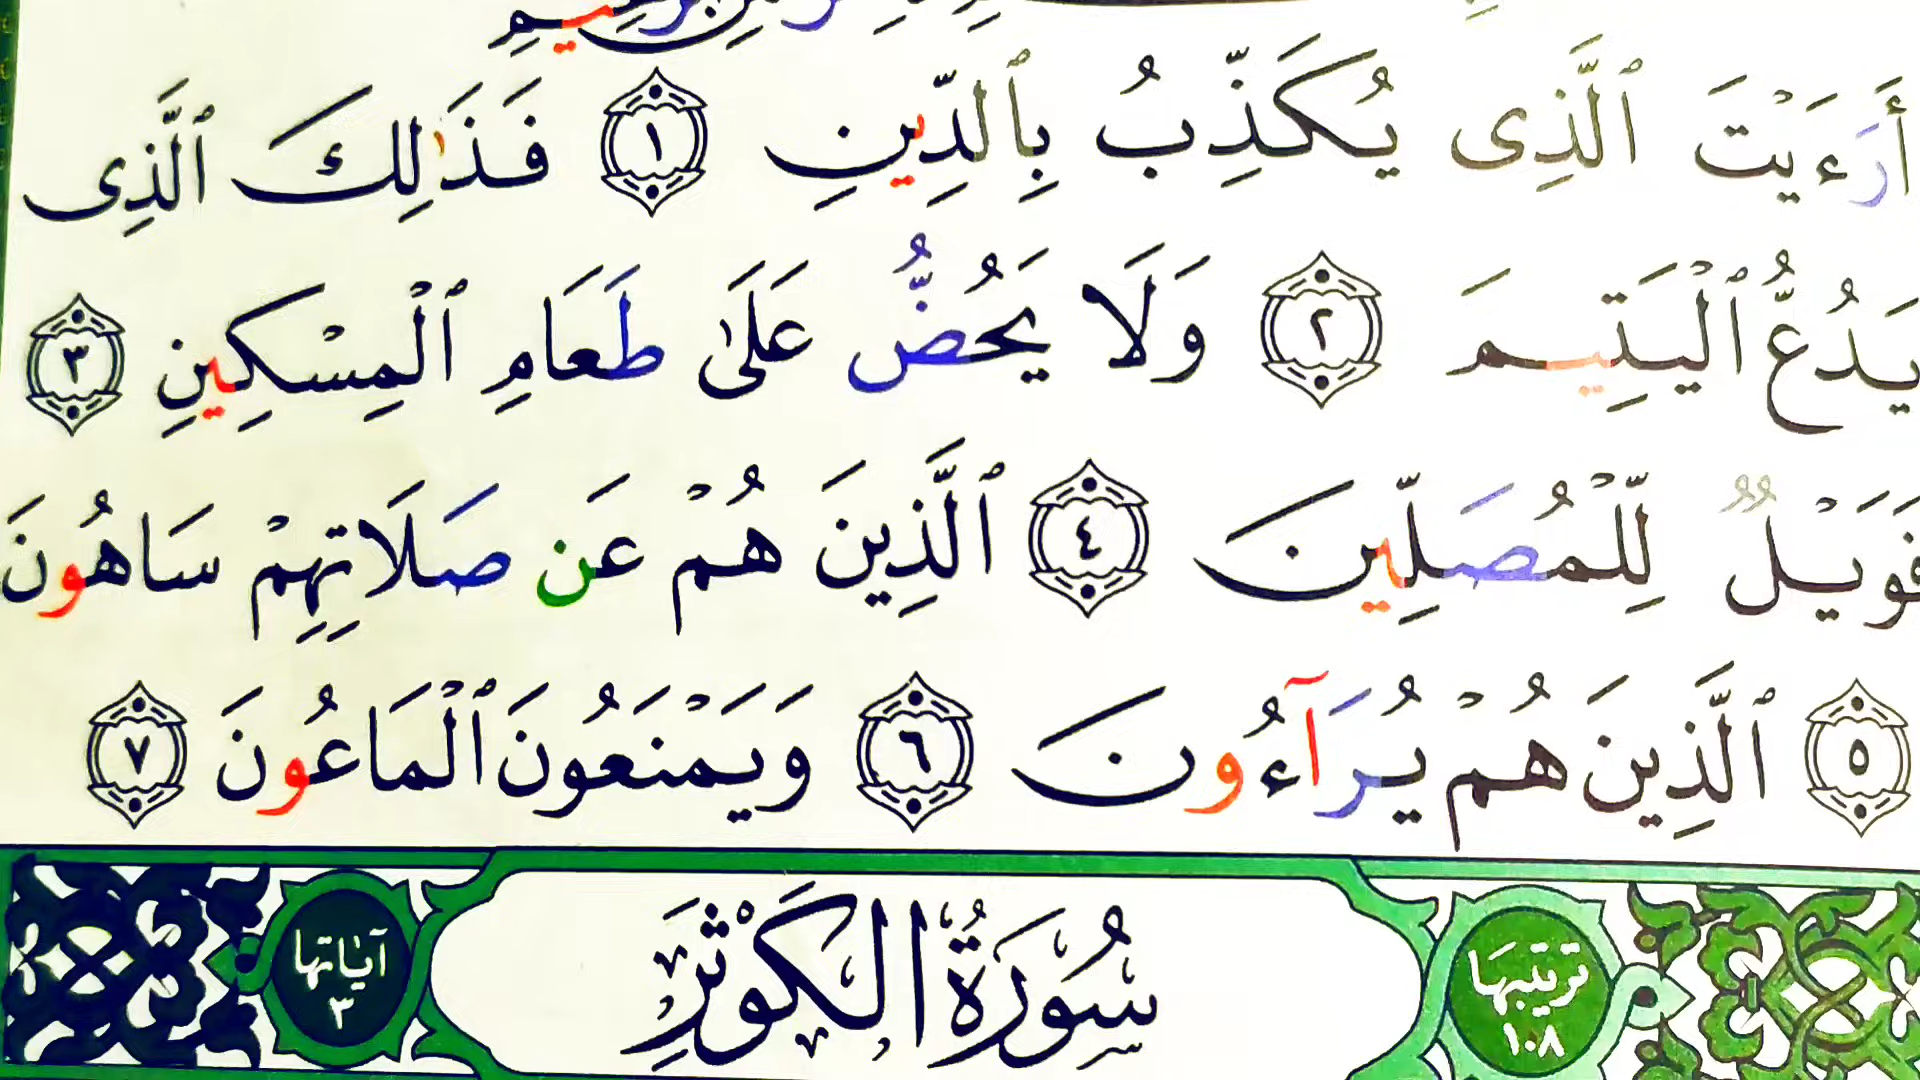 أَرَءَيْتَ ٱلَّذِى يُكَذِّبُ بِٱلدِّينِ ١ فَذَٰلِكَ ٱلَّذِى
يَدُعُّ ٱلْيَتِيمَ ٢ وَلَا يَحُضُّ عَلَىٰ طَعَامِ ٱلْمِسْكِينِ ٣
فَوَيْلٌ لِّلْمُصَلِّينَ ٤ ٱلَّذِينَ هُمْ عَن صَلَاتِهِمْ سَاهُونَ
٥ ٱلَّذِينَ هُمْ يُرَآءُونَ ٦ وَيَمْنَعُونَ ٱلْمَاعُونَ ٧
ترتيبها ١٠٨ سُورَةُ الكَوْثَرِ آياتها ٣